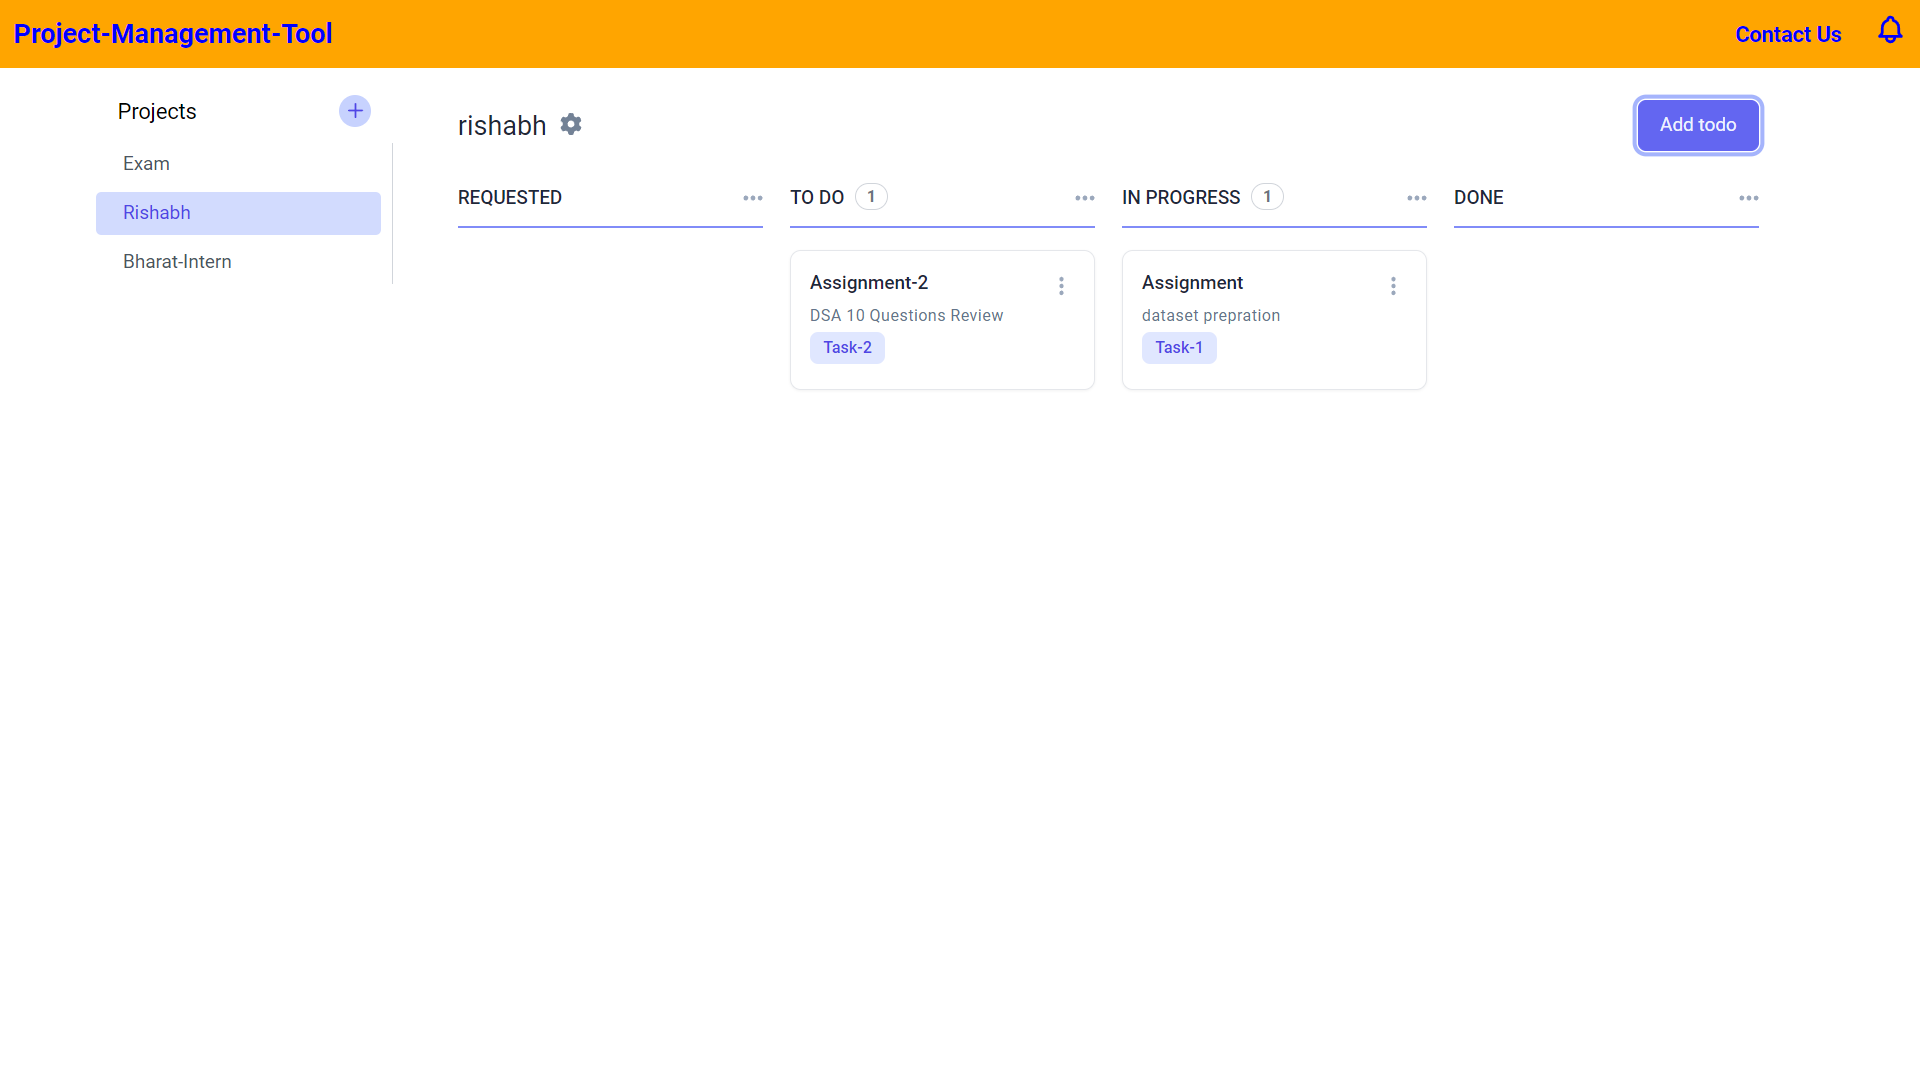 Project-Management-Tool
Contact Us
Projects
Exam
Rishabh
Bharat-Intern
rishabh
Add todo
REQUESTED
TO DO 1
IN PROGRESS 1
DONE
Assignment-2
DSA 10 Questions Review
Task-2
Assignment
dataset prepration
Task-1